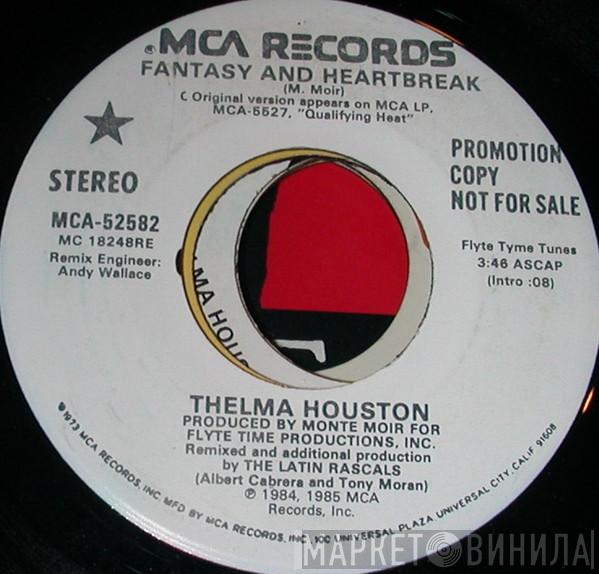 MCA RECORDS
FANTASY AND HEARTBREAK
(M. Moir)
( Original version appears on MCA LP,
MCA-5527, "Qualifying Heat"
STEREO
MCA-52582
MC 18248RE
Remix Engineer:
Andy Wallace
PROMOTION
COPY
NOT FOR SALE
Flyte Tyme Tunes
3:46 ASCAP
(Intro :08)
MA HOUS
THELMA HOUSTON
PRODUCED BY MONTE MOIR FOR
FLYTE TIME PRODUCTIONS, INC.
Remixed and additional production
by THE LATIN RASCALS
(Albert Cabrera and Tony Moran)
℗ 1984, 1985 MCA
Records, Inc.
©1973 MCA RECORDS, INC. MFD BY MCA RECORDS, INC., 100 UNIVERSAL PLAZA, UNIVERSAL CITY, CALIF. 91608
МАРКЕТ ВИНИЛА